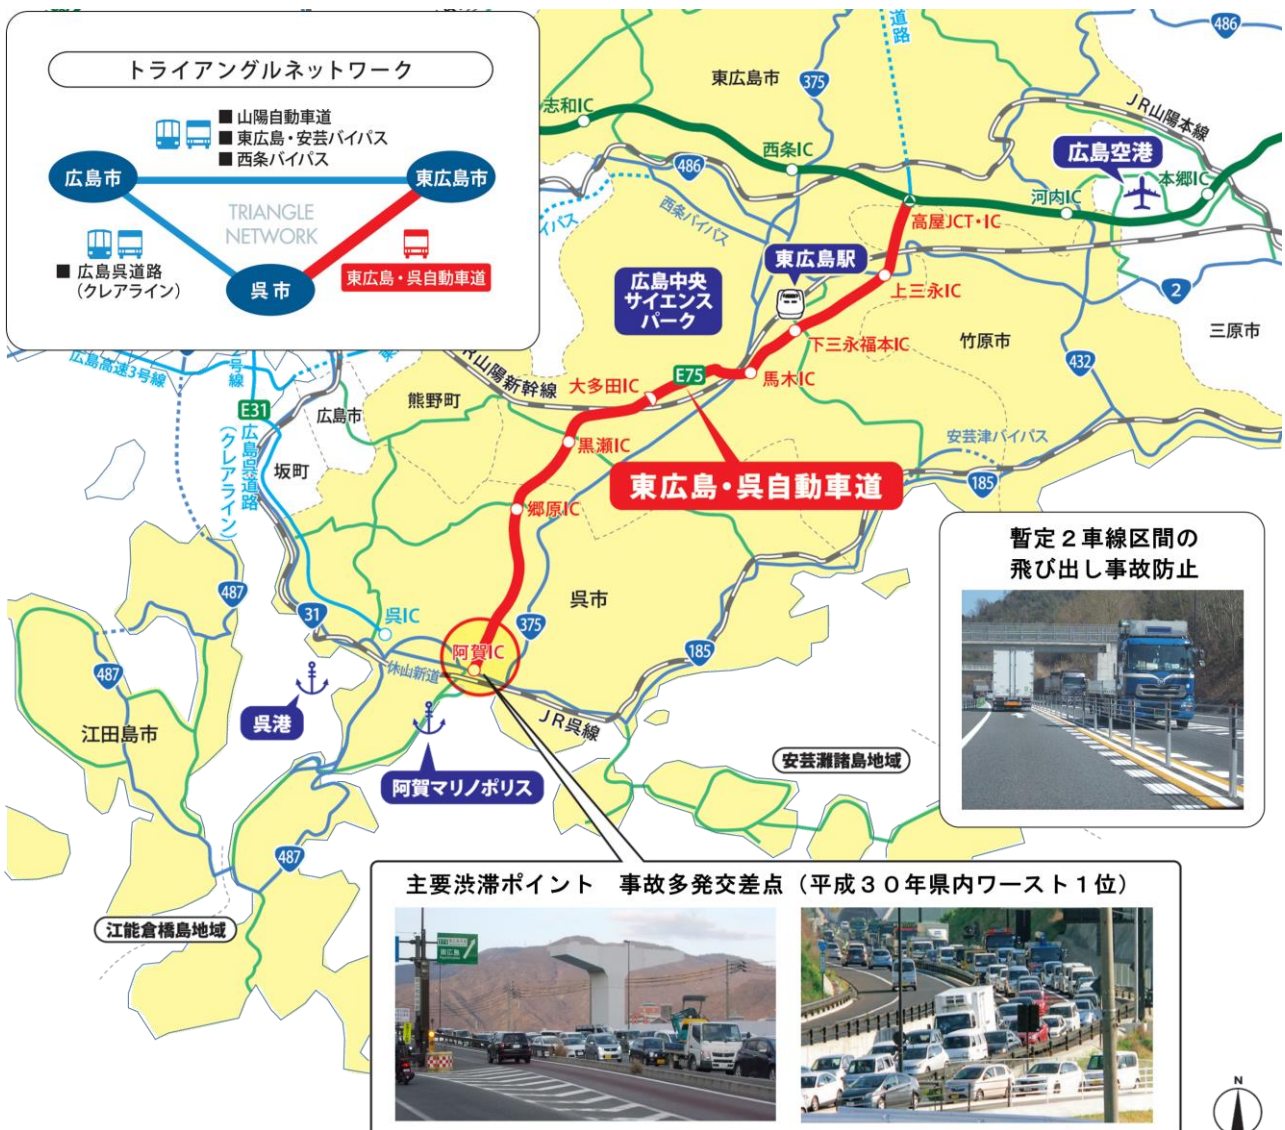 トライアングルネットワーク
■ 山陽自動車道
■ 東広島・安芸バイパス
■ 西条バイパス
広島市
東広島市
TRIANGLE
NETWORK
■ 広島呉道路
(クレアライン)
呉市
東広島・呉自動車道
道路
486
375
東広島市
志和IC
JR山陽本線
西条IC
広島空港
486
本郷IC
河内IC
西条バイパス
イパス
高屋JCT・IC
東広島駅
広島中央
サイエンス
パーク
上三永IC
2
三原市
竹原市
下三永福本IC
432
広島高速3号線
2号線
R山陽新幹線
E75
馬木IC
大多田IC
熊野町
広島市
E31
広島呉道路
(クレアライン)
坂町
黒瀬IC
安芸津バイパス
185
東広島・呉自動車道
郷原IC
暫定2車線区間の
飛び出し事故防止
487
31
呉IC
呉市
375
185
阿賀IC
休山新道
487
呉港
JR呉線
江田島市
阿賀マリノポリス
安芸灘諸島地域
487
江能倉橋島地域
主要渋滞ポイント 事故多発交差点(平成30年県内ワースト1位)
東広島
N